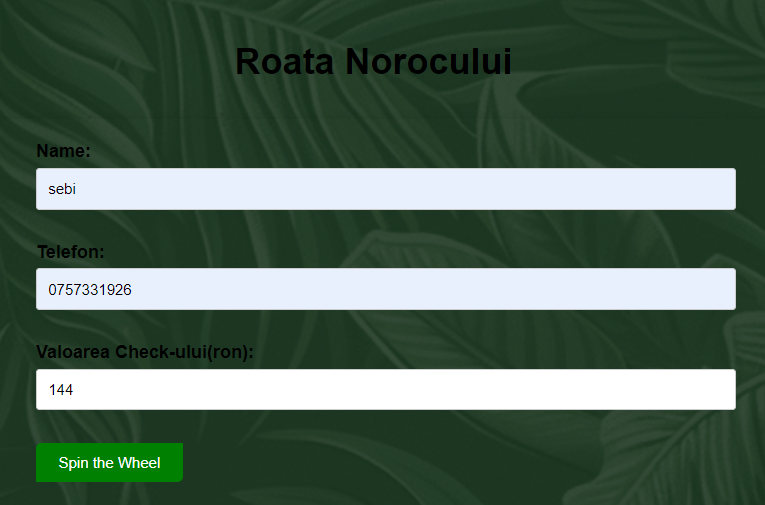 Roata Norocului
Name:
sebi
Telefon:
0757331926
Valoarea Check-ului(ron):
144
Spin the Wheel